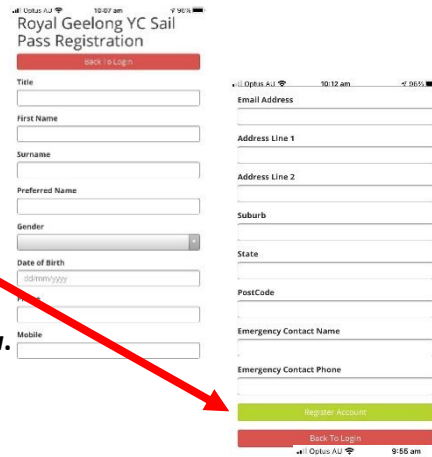 Optus AU 10:07 am 96%
Royal Geelong YC Sail
Pass Registration
Back To Login
Title
First Name
Surname
Preferred Name
Gender
Date of Birth
dd/mm/yyyy
Mobile
Optus AU 10:12 am 96%
Email Address
Address Line 1
Address Line 2
Suburb
State
PostCode
Emergency Contact Name
Emergency Contact Phone
Register Account
Back To Login
Optus AU 9:55 am